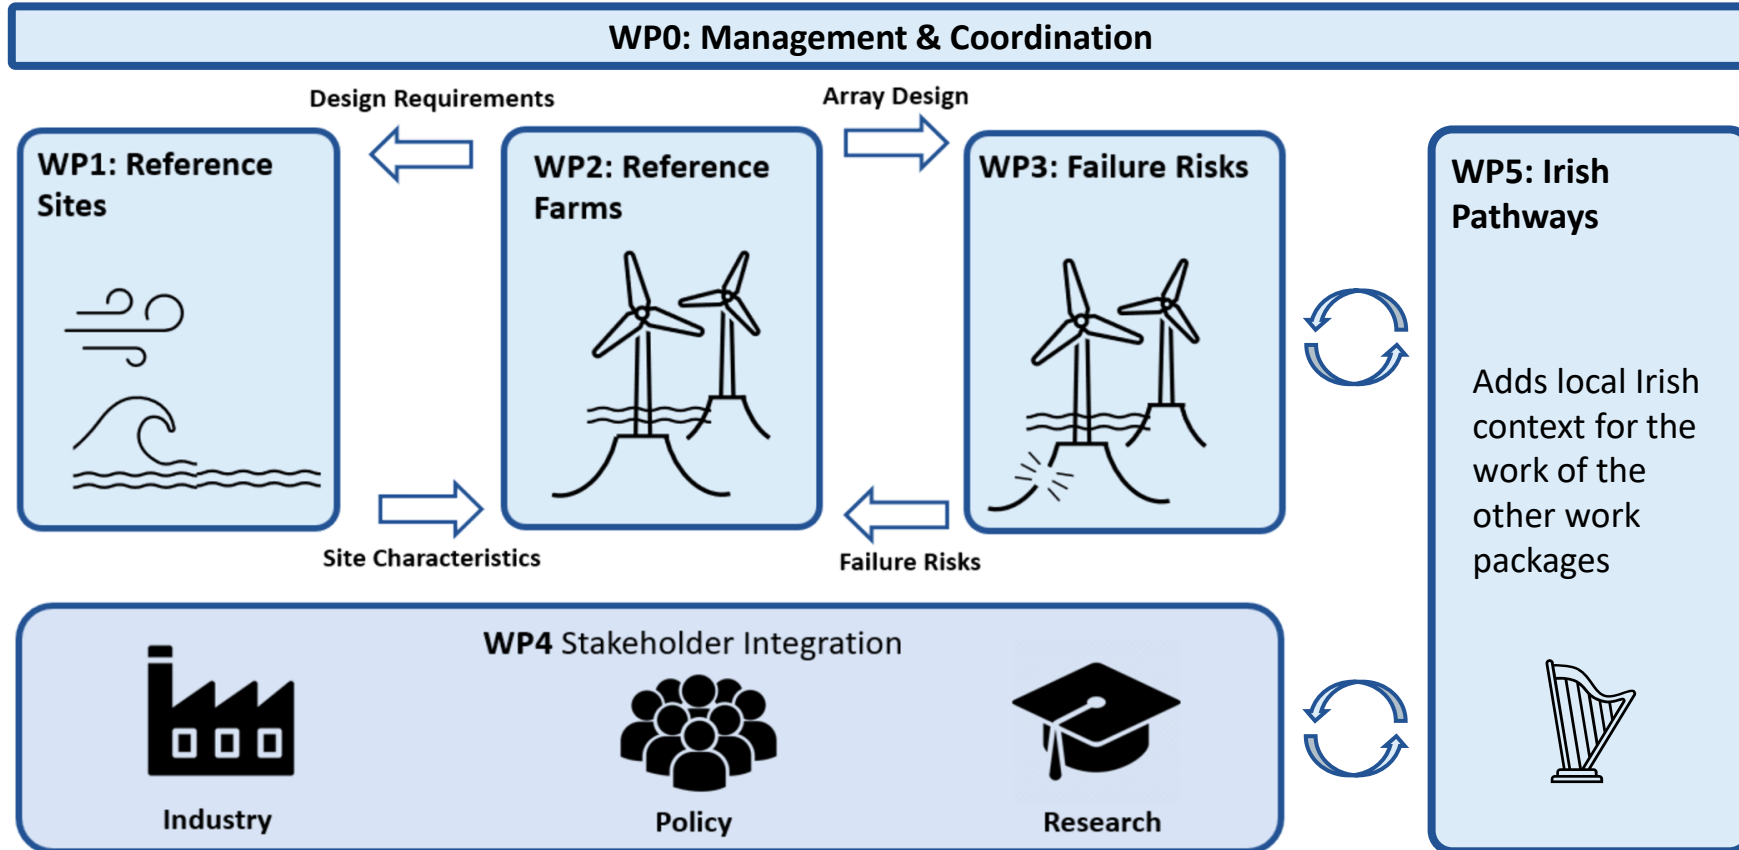 WP0: Management & Coordination
Design Requirements
Array Design
WP1: Reference
Sites
WP2: Reference
Farms
WP3: Failure Risks
WP5: Irish
Pathways
Adds local Irish
context for the
work of the
other work
packages
Site Characteristics
Failure Risks
WP4 Stakeholder Integration
Industry
Policy
Research